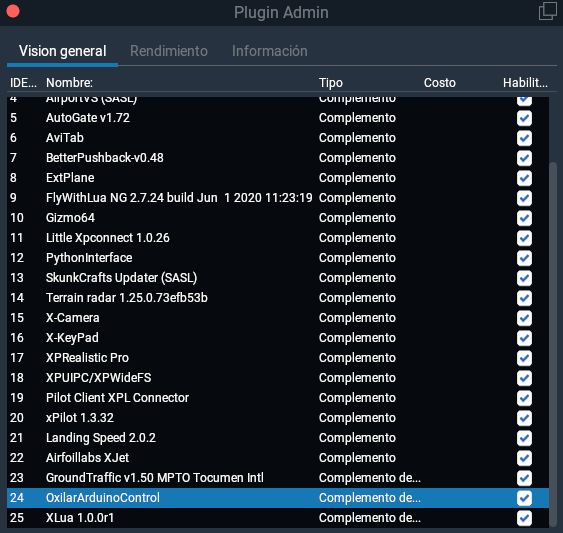 Plugin Admin
Vision general Rendimiento Información
IDE... Nombre: Tipo Costo Habilit...
4 AirportVS (SASL) Complemento
5 AutoGate v1.72 Complemento
6 AviTab Complemento
7 BetterPushback-v0.48 Complemento
8 ExtPlane Complemento
9 FlyWithLua NG 2.7.24 build Jun 1 2020 11:23:19 Complemento
10 Gizmo64 Complemento
11 Little Xpconnect 1.0.26 Complemento
12 PythonInterface Complemento
13 SkunkCrafts Updater (SASL) Complemento
14 Terrain radar 1.25.0.73efb53b Complemento
15 X-Camera Complemento
16 X-KeyPad Complemento
17 XPRealistic Pro Complemento
18 XPUIPC/XPWideFS Complemento
19 Pilot Client XPL Connector Complemento
20 xPilot 1.3.32 Complemento
21 Landing Speed 2.0.2 Complemento
22 Airfoillabs XJet Complemento
23 GroundTraffic v1.50 MPTO Tocumen Intl Complemento de...
24 OxilarArduinoControl Complemento de...
25 XLua 1.0.0r1 Complemento de...